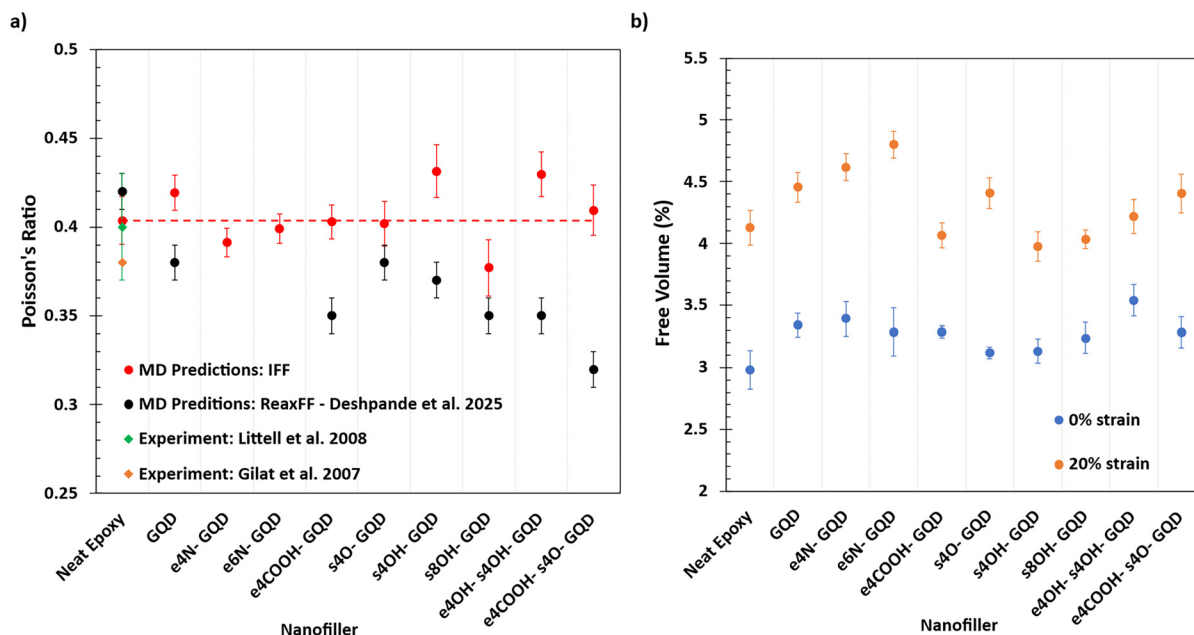 a)
0.5
0.45
0.4
0.35
0.3
0.25
Poisson's Ratio
MD Predictions: IFF
MD Preditions: ReaxFF - Deshpande et al. 2025
Experiment: Littell et al. 2008
Experiment: Gilat et al. 2007
Neat Epoxy
GQD
e4N- GQD
e6N- GQD
e4COOH- GQD
s4O- GQD
s4OH- GQD
s8OH- GQD
e4OH- s4OH- GQD
e4COOH- s4O- GQD
Nanofiller
b)
5.5
5
4.5
4
3.5
3
2.5
2
Free Volume (%)
0% strain
20% strain
Neat Epoxy
GQD
e4N- GQD
e6N- GQD
e4COOH- GQD
s4O- GQD
s4OH- GQD
s8OH- GQD
e4OH- s4OH- GQD
e4COOH- s4O- GQD
Nanofiller